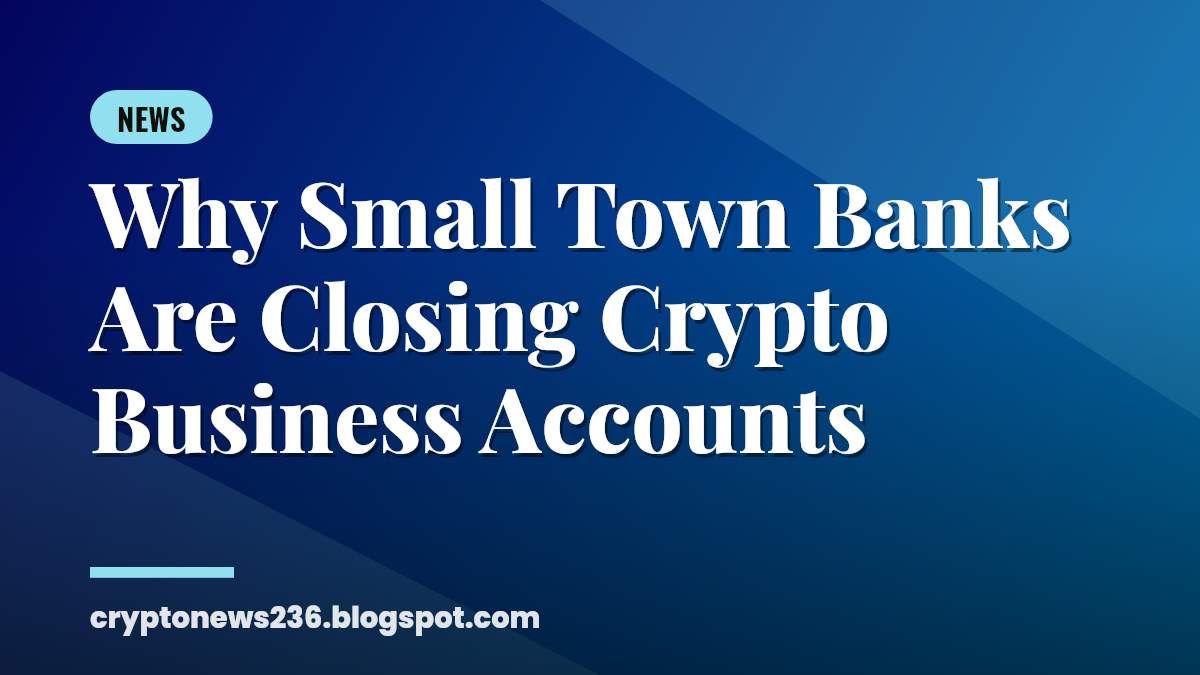 NEWS
Why Small Town Banks
Are Closing Crypto
Business Accounts
cryptonews236.blogspot.com